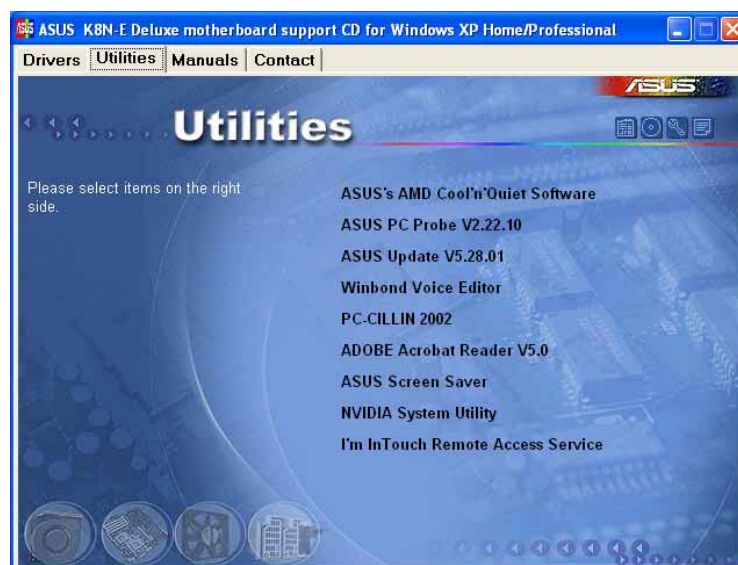 ASUS K8N-E Deluxe motherboard support CD for Windows XP Home/Professional
Drivers Utilities Manuals Contact
ASUS
Utilities
Please select items on the right
side.
ASUS's AMD Cool'n'Quiet Software
ASUS PC Probe V2.22.10
ASUS Update V5.28.01
Winbond Voice Editor
PC-CILLIN 2002
ADOBE Acrobat Reader V5.0
ASUS Screen Saver
NVIDIA System Utility
I'm InTouch Remote Access Service